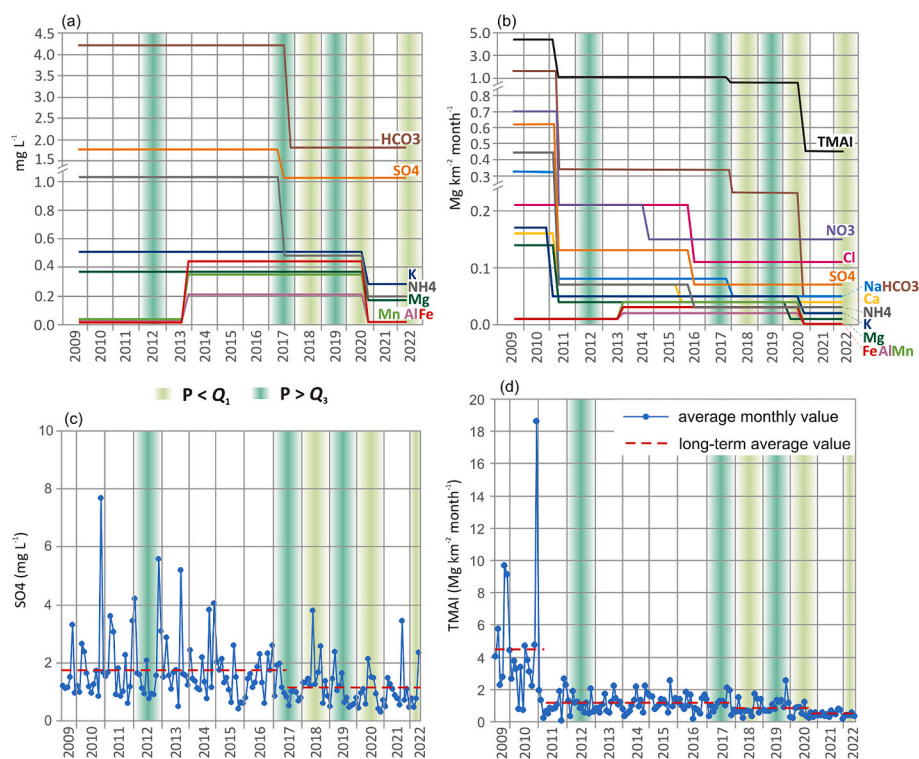 (a)
4.5
4.0
3.5
3.0
2.5
2.0
1.5
1.0
0.8
0.6
0.4
0.2
0.0
mg L⁻¹
HCO3
SO4
K
NH4
Mg
Mn Al Fe
2009 2010 2011 2012 2013 2014 2015 2016 2017 2018 2019 2020 2021 2022
(b)
5.0
1.0
0.8
0.7
0.6
0.5
0.4
0.3
0.2
0.1
0.0
Mg km⁻² month⁻¹
TMAI
NO3
Cl
SO4
NaHCO3
Ca
NH4
K
Mg
FeAlMn
2009 2010 2011 2012 2013 2014 2015 2016 2017 2018 2019 2020 2021 2022
P < Q₁ P > Q₃
(c)
10
8
6
4
2
0
SO4 (mg L⁻¹)
2009 2010 2011 2012 2013 2014 2015 2016 2017 2018 2019 2020 2021 2022
(d)
20
18
16
14
12
10
8
6
4
2
0
TMAI (Mg km⁻² month⁻¹)
average monthly value
long-term average value
2009 2010 2011 2012 2013 2014 2015 2016 2017 2018 2019 2020 2021 2022